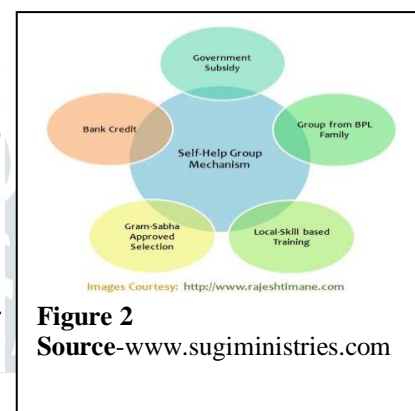 Government
Subsidy
Bank Credit
Group from BPL
Family
Self-Help Group
Mechanism
Gram-Sabha
Approved
Selection
Local-Skill based
Training
Images Courtesy: http://www.rajeshtimane.com
Figure 2
Source-www.sugiministries.com